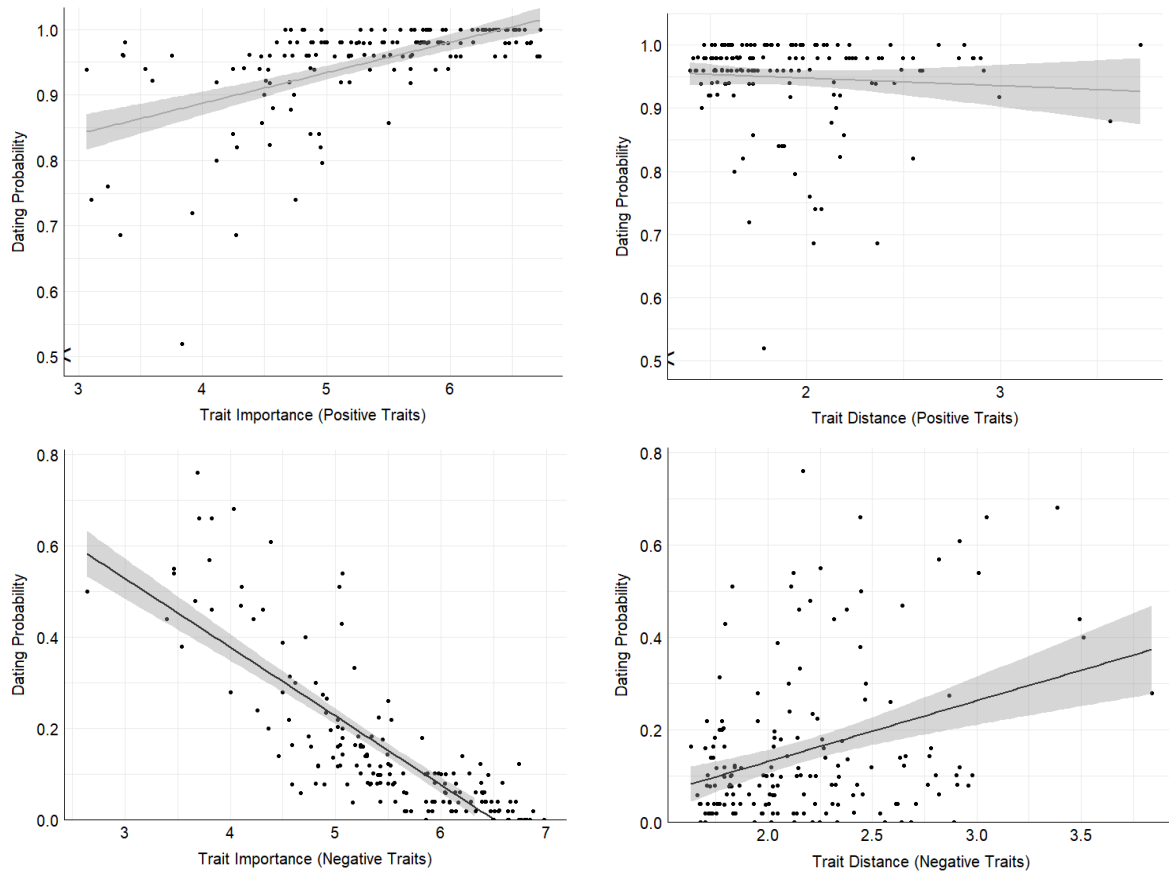 1.0
0.9
0.8
0.7
0.6
0.5
Dating Probability
3 4 5 6
Trait Importance (Positive Traits)
1.0
0.9
0.8
0.7
0.6
0.5
Dating Probability
2 3
Trait Distance (Positive Traits)
0.8
0.6
0.4
0.2
0.0
Dating Probability
3 4 5 6 7
Trait Importance (Negative Traits)
0.8
0.6
0.4
0.2
0.0
Dating Probability
2.0 2.5 3.0 3.5
Trait Distance (Negative Traits)